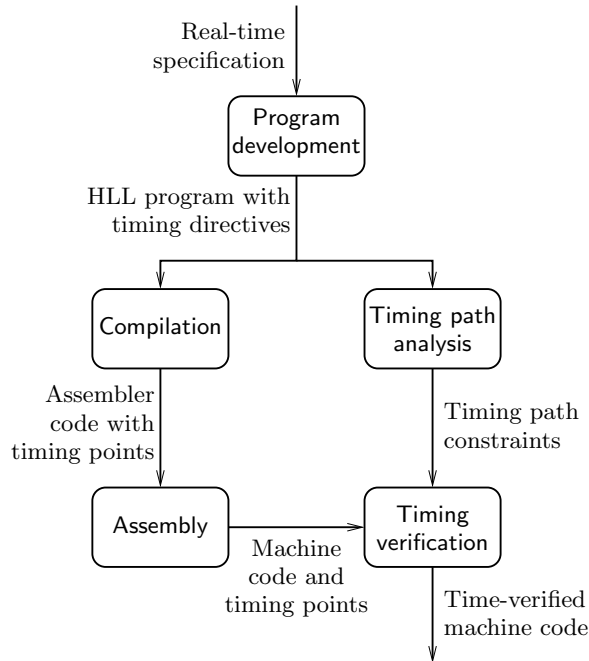 Real-time
specification
Program
development
HLL program with
timing directives
Compilation
Timing path
analysis
Assembler
code with
timing points
Timing path
constraints
Assembly
Machine
code and
timing points
Timing
verification
Time-verified
machine code